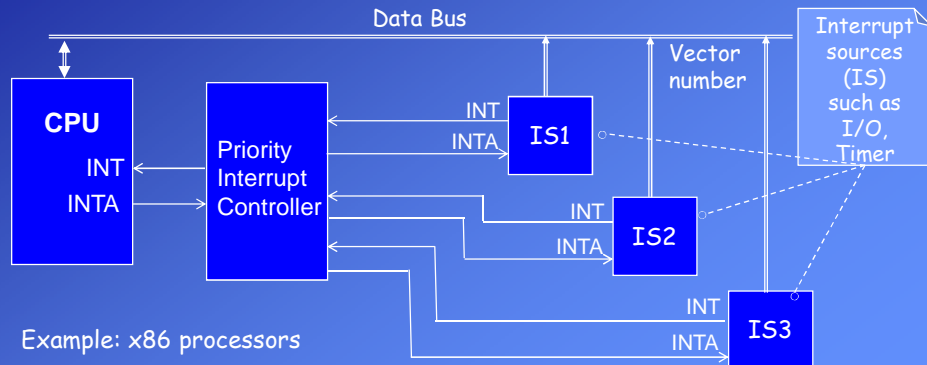 Data Bus
Interrupt
sources
(IS)
such as
I/O,
Timer
Vector
number
CPU
INT
INTA
Priority
Interrupt
Controller
INT
INTA
IS1
INT
INTA
IS2
INT
INTA
IS3
Example: x86 processors